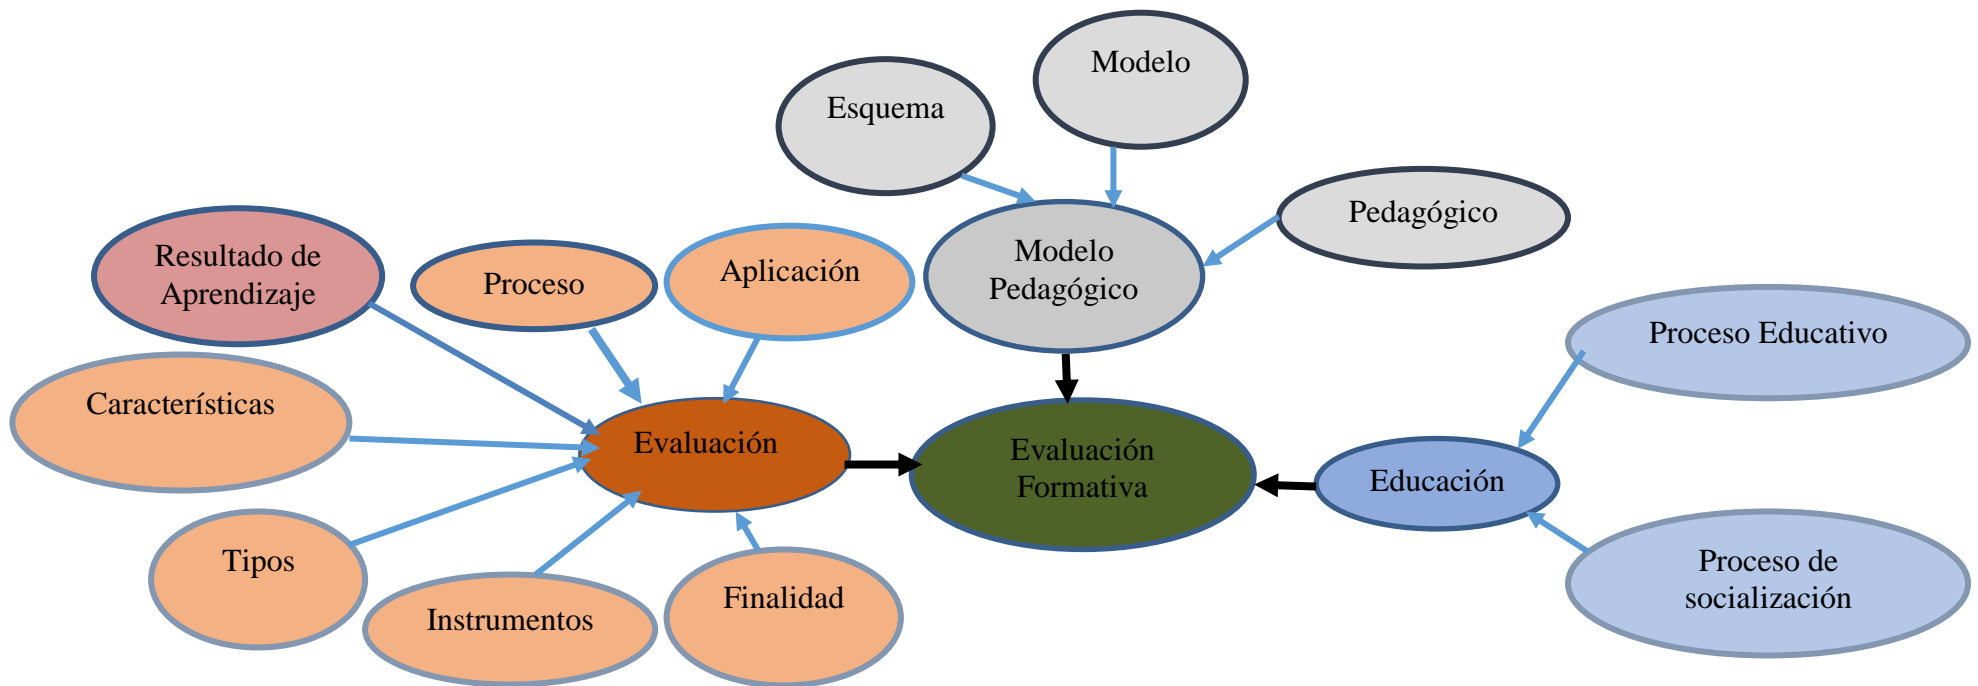 Modelo
Esquema
Pedagógico
Modelo
Pedagógico
Resultado de
Aprendizaje
Proceso
Aplicación
Proceso Educativo
Características
Evaluación
Evaluación
Formativa
Educación
Tipos
Instrumentos
Finalidad
Proceso de
socialización